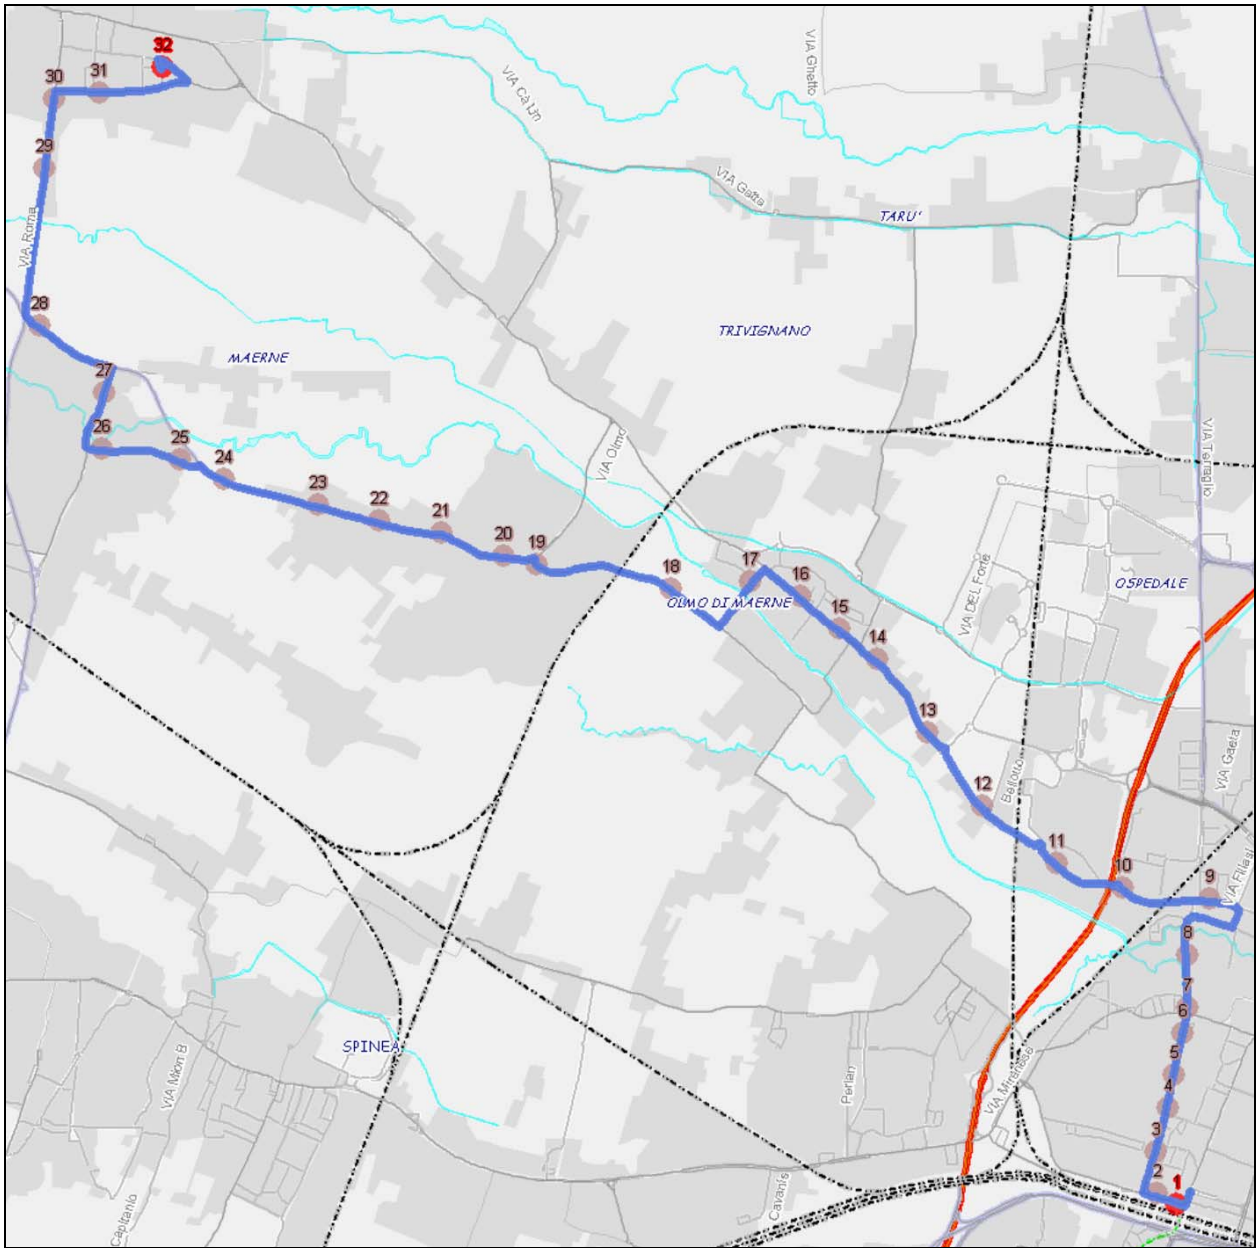 32
30
31
29
VIA Roma
28
27
26
25
24
23
22
21
20
19
18
17
16
15
14
13
12
11
10
9
8
7
6
5
4
3
2
1
VIA Ghetto
VIA Cà Lin
VIA Gatta
TARU'
TRIVIGNANO
MAERNE
VIA Olmo
VIA Terraglio
OSPEDALE
VIA DEL Forte
OLMO DI MAERNE
VIA Gaeta
Bellotto
VIA Filiasi
SPINEA
VIA Mion B
VIA Miranese
Perlan
Cavanis
Capitanio